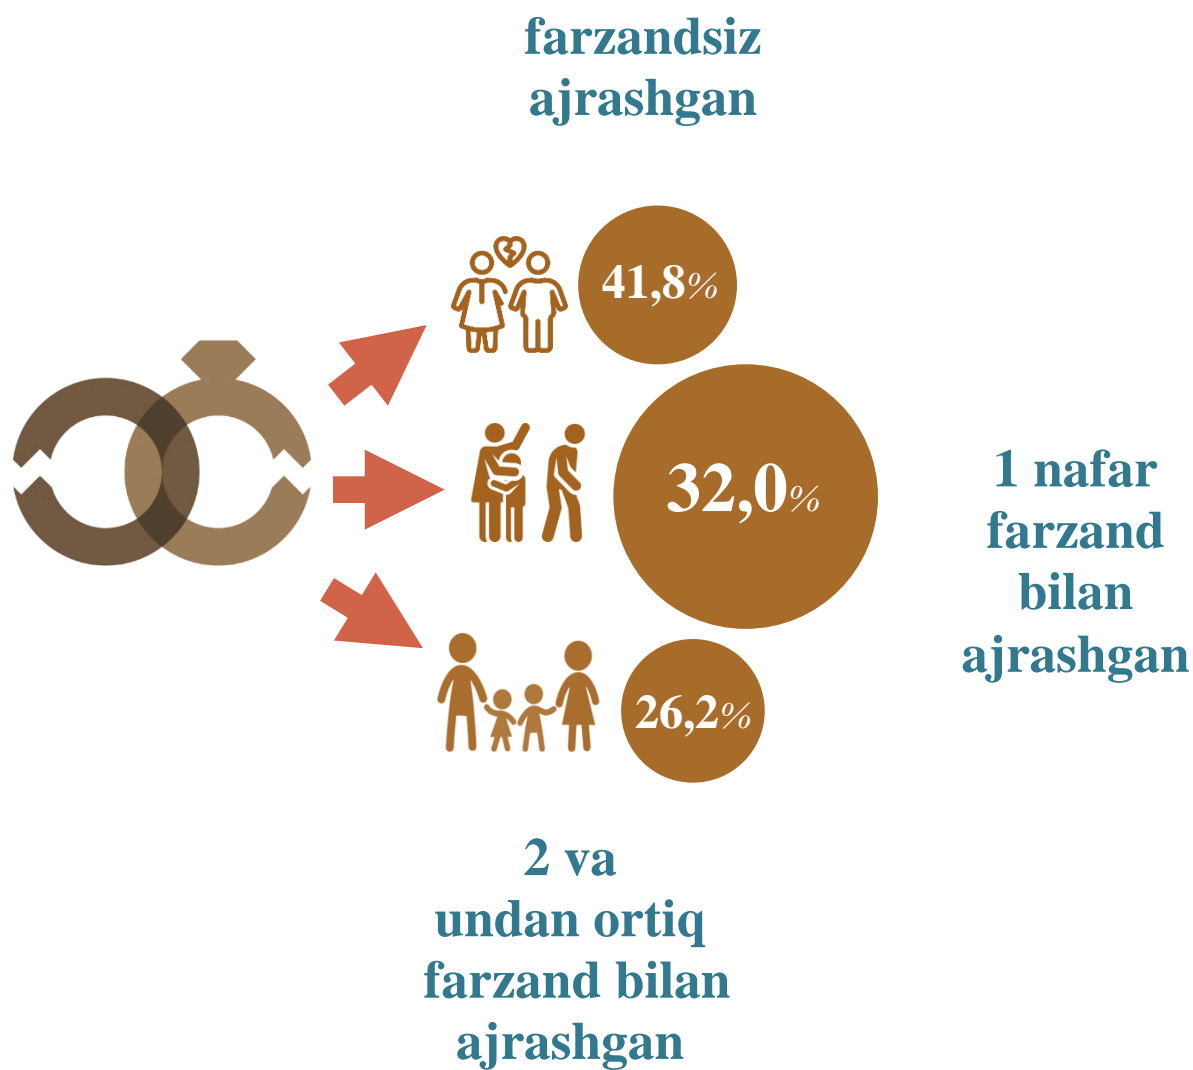 farzandsiz
ajrashgan
41,8%
32,0%
1 nafar
farzand
bilan
ajrashgan
26,2%
2 va
undan ortiq
farzand bilan
ajrashgan